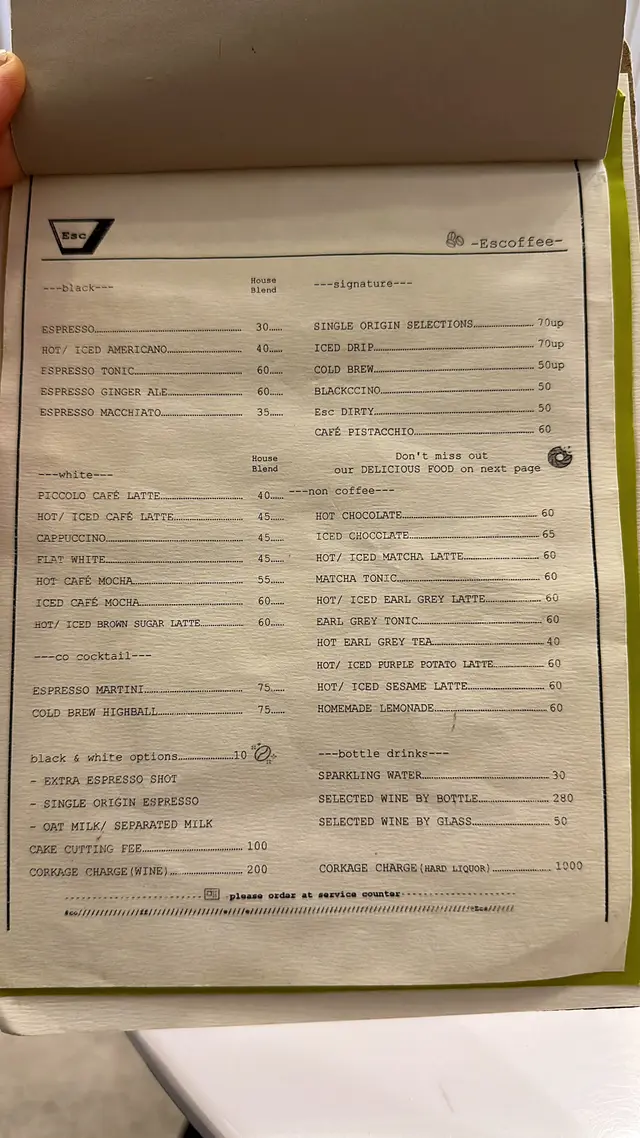 Esc
-Escoffee-
---black---
House
Blend
ESPRESSO 30
HOT/ ICED AMERICANO 40
ESPRESSO TONIC 60
ESPRESSO GINGER ALE 60
ESPRESSO MACCHIATO 35
---white---
House
Blend
PICCOLO CAFÉ LATTE 40
HOT/ ICED CAFÉ LATTE 45
CAPPUCCINO 45
FLAT WHITE 45
HOT CAFÉ MOCHA 55
ICED CAFÉ MOCHA 60
HOT/ ICED BROWN SUGAR LATTE 60
---co cocktail---
ESPRESSO MARTINI 75
COLD BREW HIGHBALL 75
black & white options 10
- EXTRA ESPRESSO SHOT
- SINGLE ORIGIN ESPRESSO
- OAT MILK/ SEPARATED MILK
CAKE CUTTING FEE 100
CORKAGE CHARGE(WINE) 200
---signature---
SINGLE ORIGIN SELECTIONS 70up
ICED DRIP 70up
COLD BREW 50up
BLACKCCINO 50
Esc DIRTY 50
CAFÉ PISTACCHIO 60
Don't miss out
our DELICIOUS FOOD on next page
---non coffee---
HOT CHOCOLATE 60
ICED CHOCOLATE 65
HOT/ ICED MATCHA LATTE 60
MATCHA TONIC 60
HOT/ ICED EARL GREY LATTE 60
EARL GREY TONIC 60
HOT EARL GREY TEA 40
HOT/ ICED PURPLE POTATO LATTE 60
HOT/ ICED SESAME LATTE 60
HOMEMADE LEMONADE 60
---bottle drinks---
SPARKLING WATER 30
SELECTED WINE BY BOTTLE 280
SELECTED WINE BY GLASS 50
CORKAGE CHARGE(HARD LIQUOR) 1000
please order at service counter